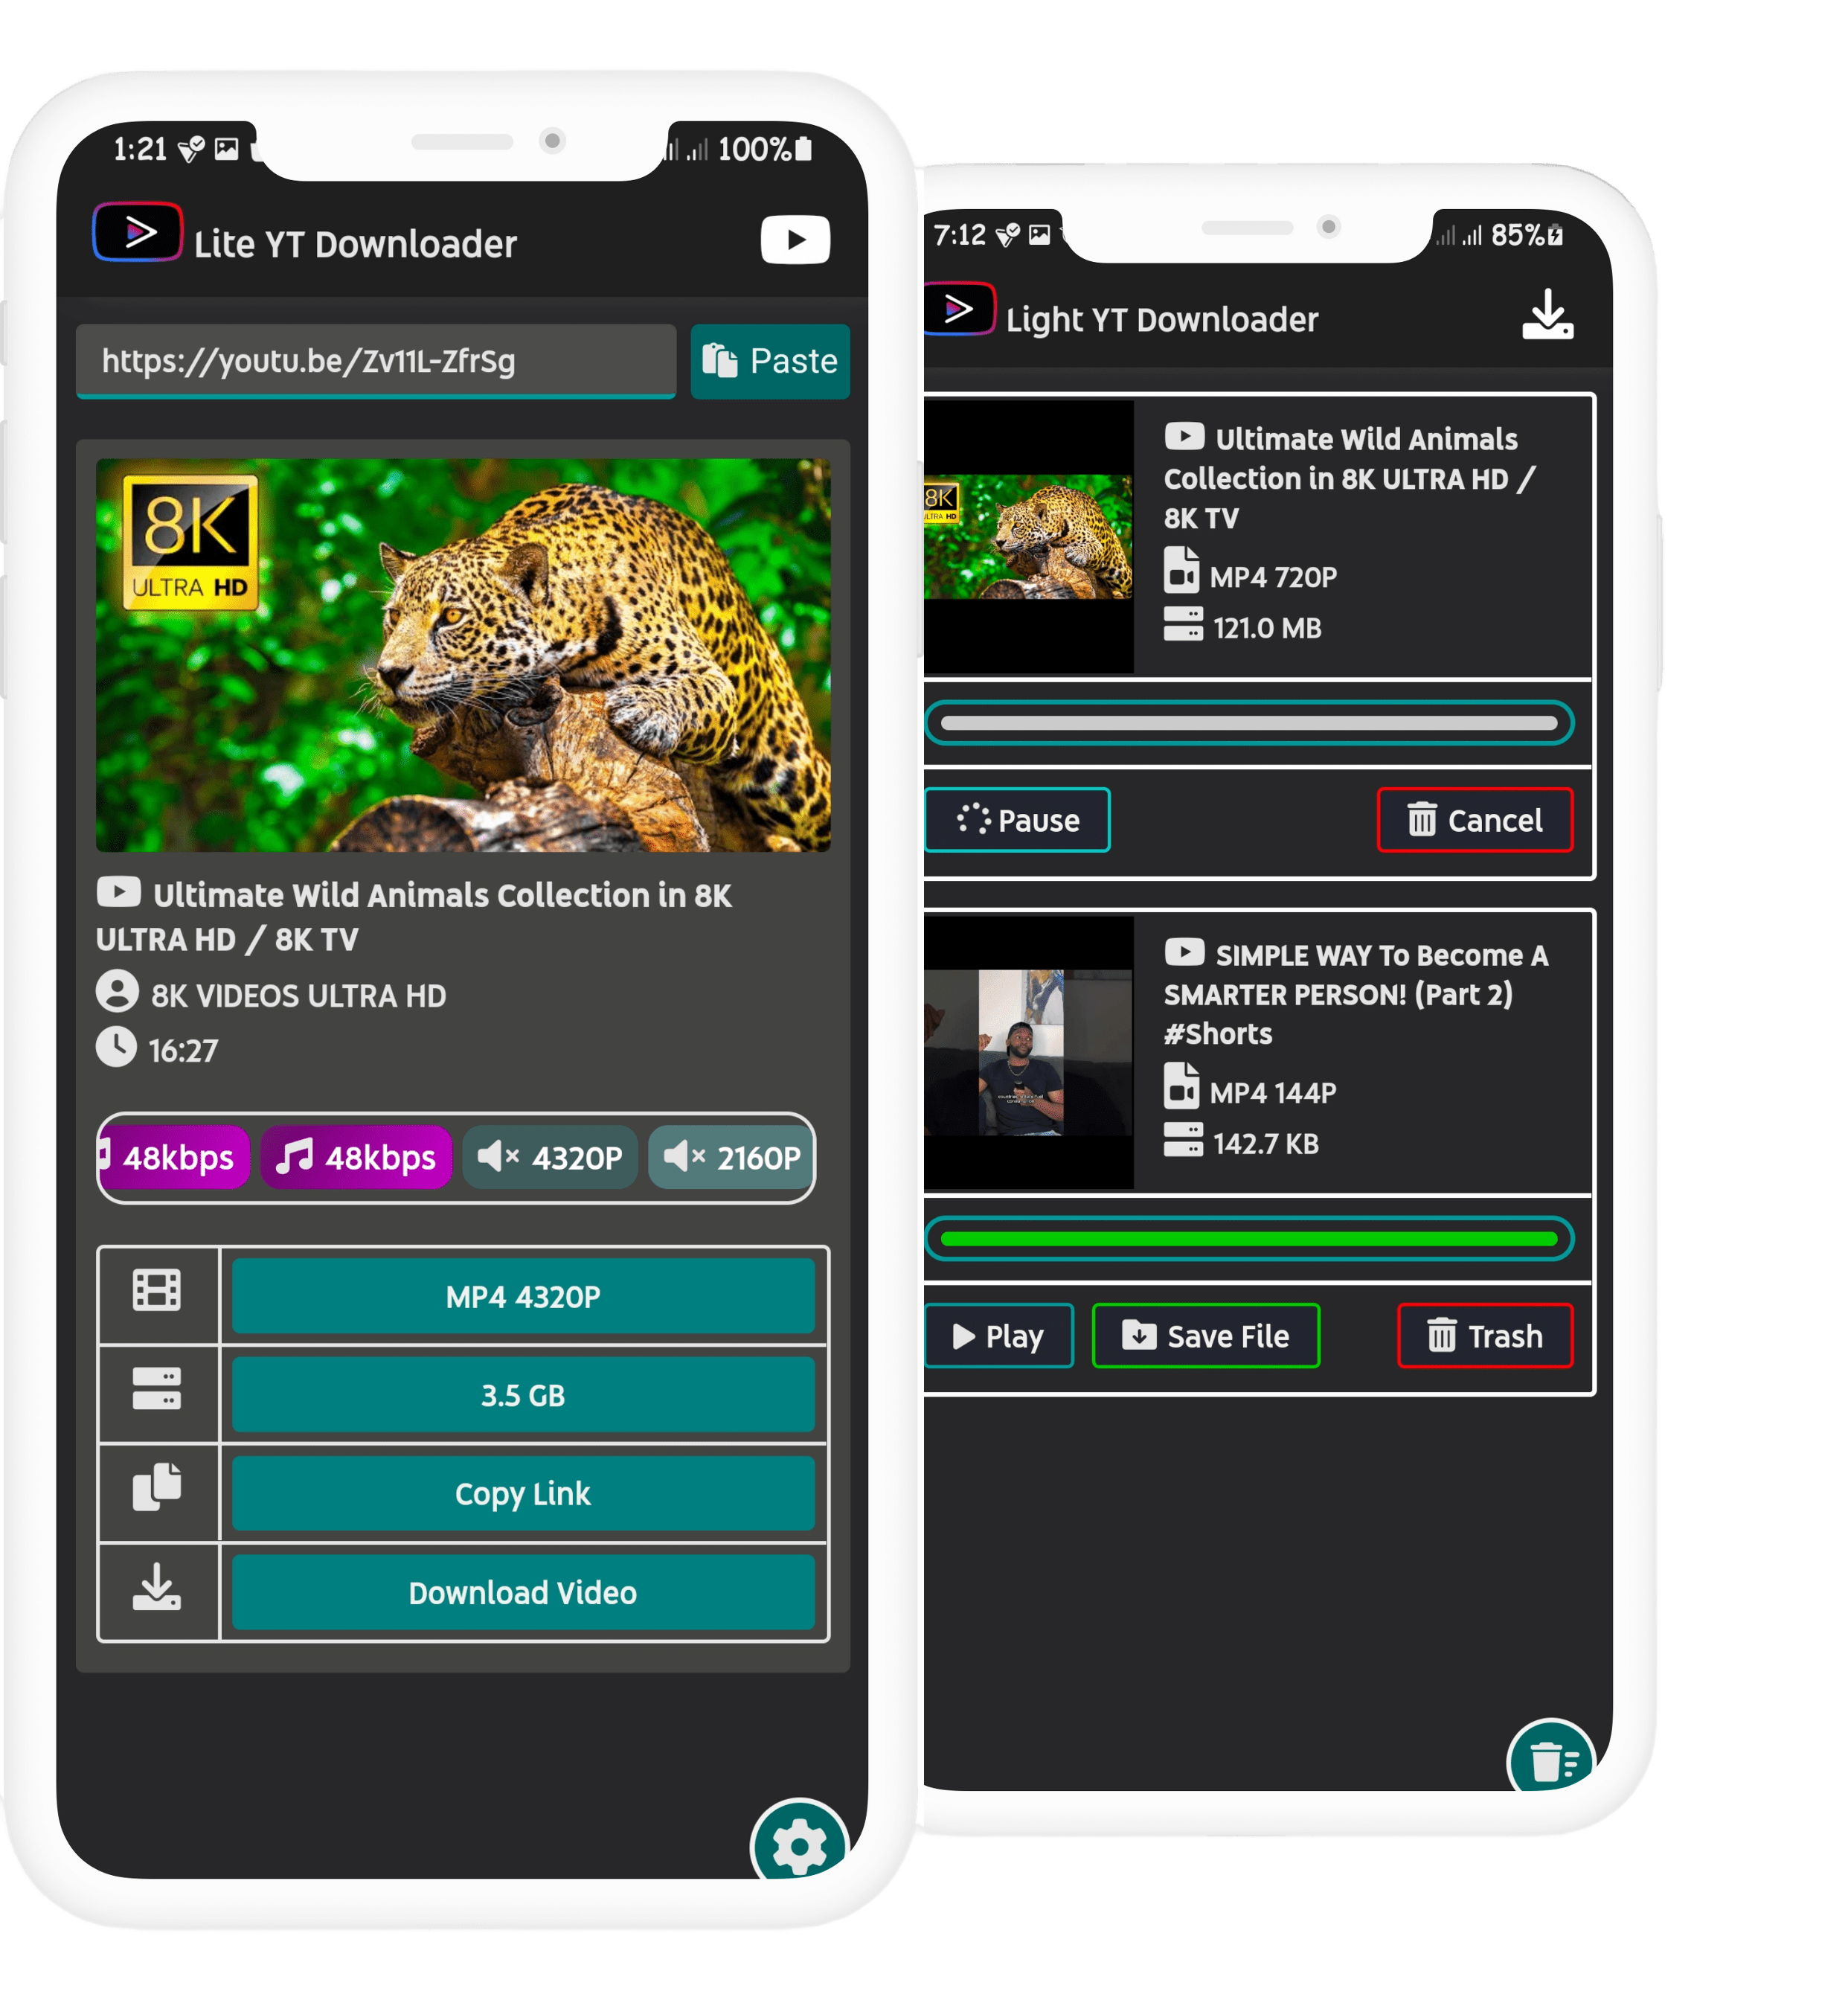 1:21
100%
Lite YT Downloader
https://youtu.be/Zv11L-ZfrSg
Paste
8K
ULTRA HD
Ultimate Wild Animals Collection in 8K
ULTRA HD / 8K TV
8K VIDEOS ULTRA HD
16:27
48kbps
48kbps
4320P
2160P
MP4 4320P
3.5 GB
Copy Link
Download Video
7:12
85%
Light YT Downloader
8K
ULTRA HD
Ultimate Wild Animals
Collection in 8K ULTRA HD /
8K TV
MP4 720P
121.0 MB
Pause
Cancel
SIMPLE WAY To Become A
SMARTER PERSON! (Part 2)
#Shorts
MP4 144P
142.7 KB
Play
Save File
Trash